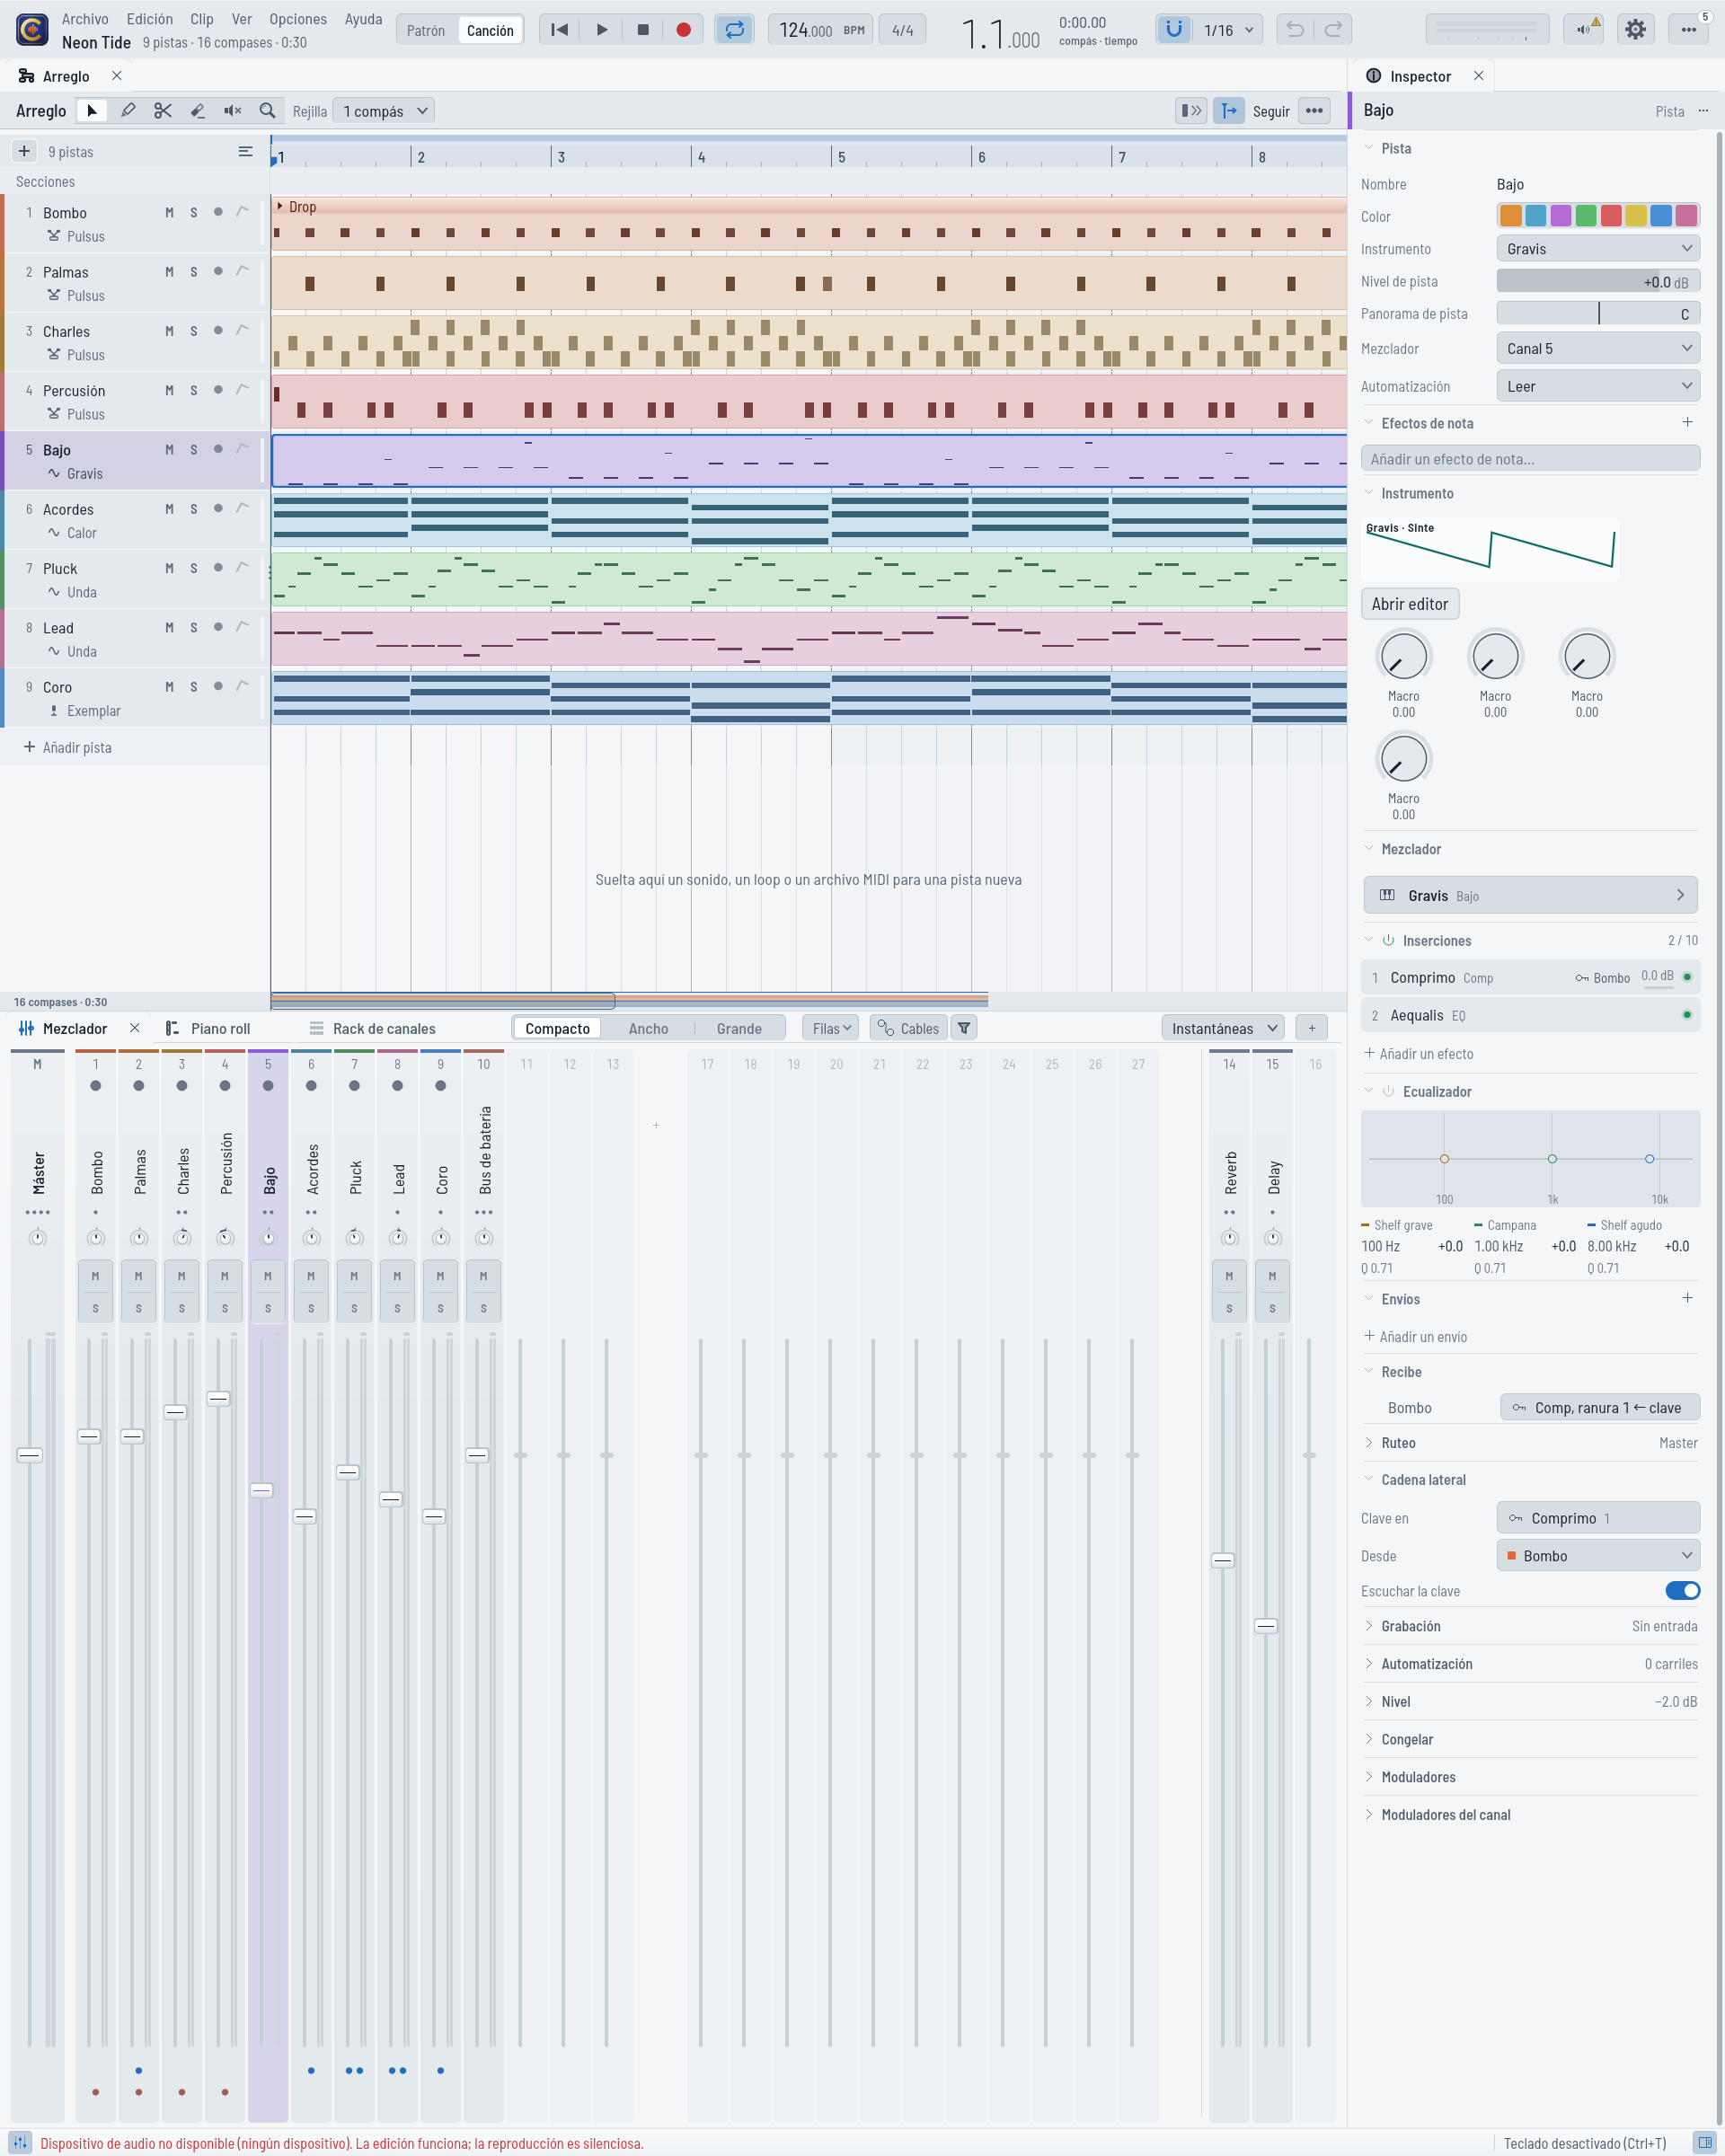 Archivo Edición Clip Ver Opciones Ayuda
Neon Tide 9 pistas · 16 compases · 0:30
Patrón Canción
124.000 BPM 4/4
1.1.000
0:00.00
compás · tiempo
1/16
5
Arreglo
Arreglo Rejilla 1 compás Seguir
9 pistas
1 2 3 4 5 6 7 8
Secciones
Drop
1 Bombo M S
Pulsus
2 Palmas M S
Pulsus
3 Charles M S
Pulsus
4 Percusión M S
Pulsus
5 Bajo M S
Gravis
6 Acordes M S
Calor
7 Pluck M S
Unda
8 Lead M S
Unda
9 Coro M S
Exemplar
Añadir pista
Suelta aquí un sonido, un loop o un archivo MIDI para una pista nueva
16 compases · 0:30
Mezclador Piano roll Rack de canales Compacto Ancho Grande Filas Cables Instantáneas +
M 1 2 3 4 5 6 7 8 9 10 11 12 13 17 18 19 20 21 22 23 24 25 26 27 14 15 16
Máster Bombo Palmas Charles Percusión Bajo Acordes Pluck Lead Coro Bus de batería + Reverb Delay
M M M M M M M M M M M M
S S S S S S S S S S S S
Inspector
Bajo Pista
Pista
Nombre Bajo
Color
Instrumento Gravis
Nivel de pista +0.0 dB
Panorama de pista C
Mezclador Canal 5
Automatización Leer
Efectos de nota +
Añadir un efecto de nota...
Instrumento
Gravis · Sinte
Abrir editor
Macro Macro Macro
0.00 0.00 0.00
Macro
0.00
Mezclador
Gravis Bajo
Inserciones 2 / 10
1 Comprimo Comp Bombo 0.0 dB
2 Aequalis EQ
+ Añadir un efecto
Ecualizador
100 1k 10k
Shelf grave Campana Shelf agudo
100 Hz +0.0 1.00 kHz +0.0 8.00 kHz +0.0
Q 0.71 Q 0.71 Q 0.71
Envíos +
+ Añadir un envío
Recibe
Bombo Comp, ranura 1 ← clave
Ruteo Master
Cadena lateral
Clave en Comprimo 1
Desde Bombo
Escuchar la clave
Grabación Sin entrada
Automatización 0 carriles
Nivel −2.0 dB
Congelar
Moduladores
Moduladores del canal
Dispositivo de audio no disponible (ningún dispositivo). La edición funciona; la reproducción es silenciosa.
Teclado desactivado (Ctrl+T)